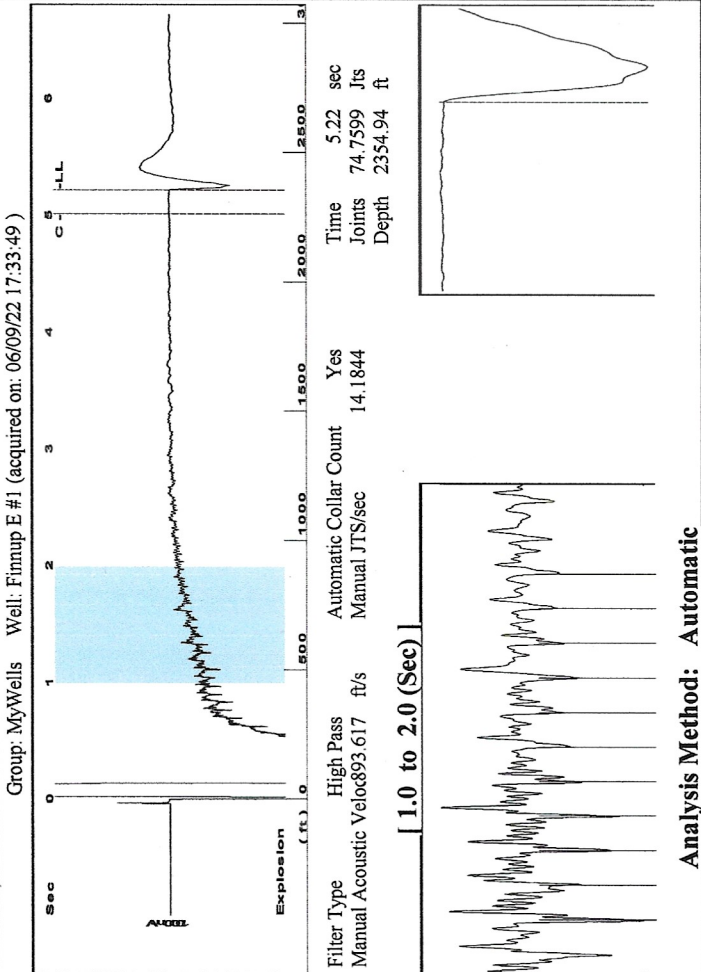 Group: MyWells Well: Finnup E #1 (acquired on: 06/09/22 17:33:49 )
Sec 0 1 2 3 4 5 6
C - -LL
Explosion
(ft) 0 500 1000 1500 2000 2500
Filter Type High Pass Automatic Collar Count Yes Time 5.22 sec
Manual Acoustic Veloc893.617 ft/s Manual JTS/sec 14.1844 Joints 74.7599 Jts
Depth 2354.94 ft
[ 1.0 to 2.0 (Sec) ]
Analysis Method: Automatic